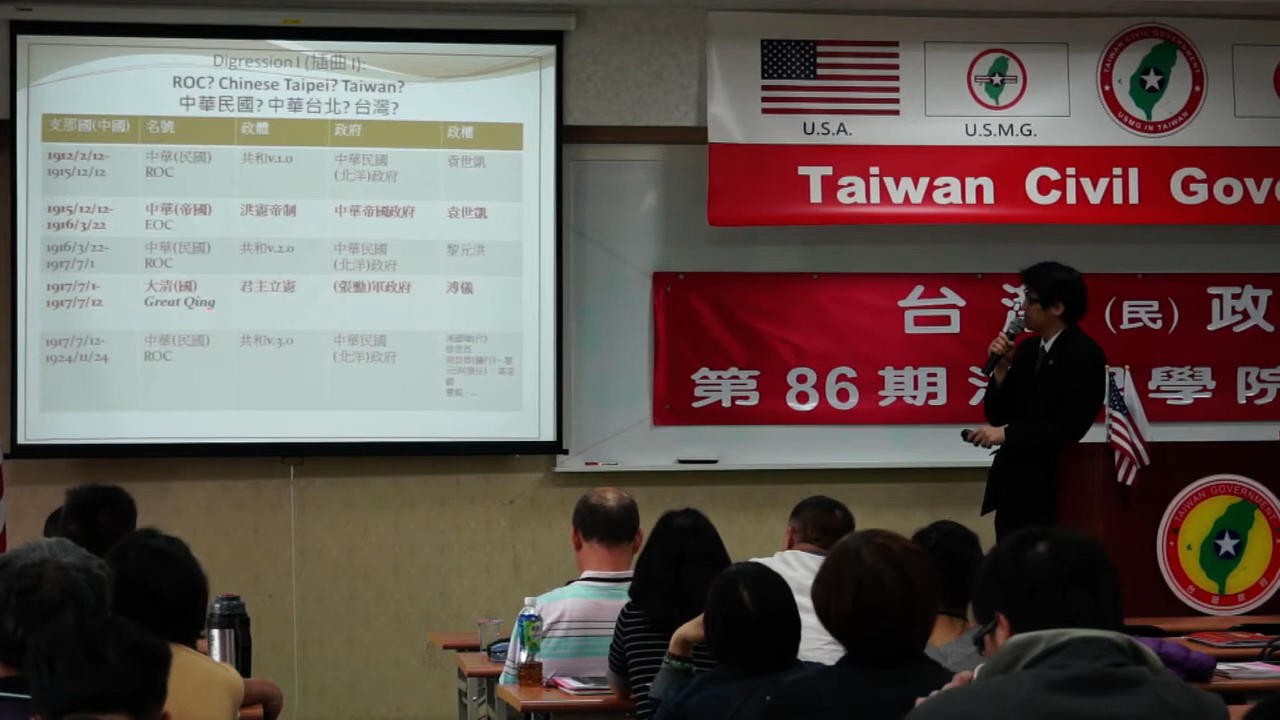 Digression I (插曲 I):
ROC? Chinese Taipei? Taiwan?
中華民國? 中華台北? 台灣?
支那國(中國) 名號 政體 政府 政權
1912/2/12-
1915/12/12
中華(民國)
ROC
共和v.1.0
中華民國
(北洋)政府
袁世凱
1915/12/12-
1916/3/22
中華(帝國)
EOC
洪憲帝制
中華帝國政府
袁世凱
1916/3/22-
1917/7/1
中華(民國)
ROC
共和v.2.0
中華民國
(北洋)政府
黎元洪
1917/7/1-
1917/7/12
大清(國)
Great Qing
君主立憲
(張勳)軍政府
溥儀
1917/7/12-
1924/11/24
中華(民國)
ROC
共和v.3.0
中華民國
(北洋)政府
U.S.A.
U.S.M.G.
TAIWAN CIVIL GOVERNMENT
USMG IN TAIWAN
Taiwan Civil Gove
台 (民) 政
第 86 期 學 院
TAIWAN GOVERNMENT